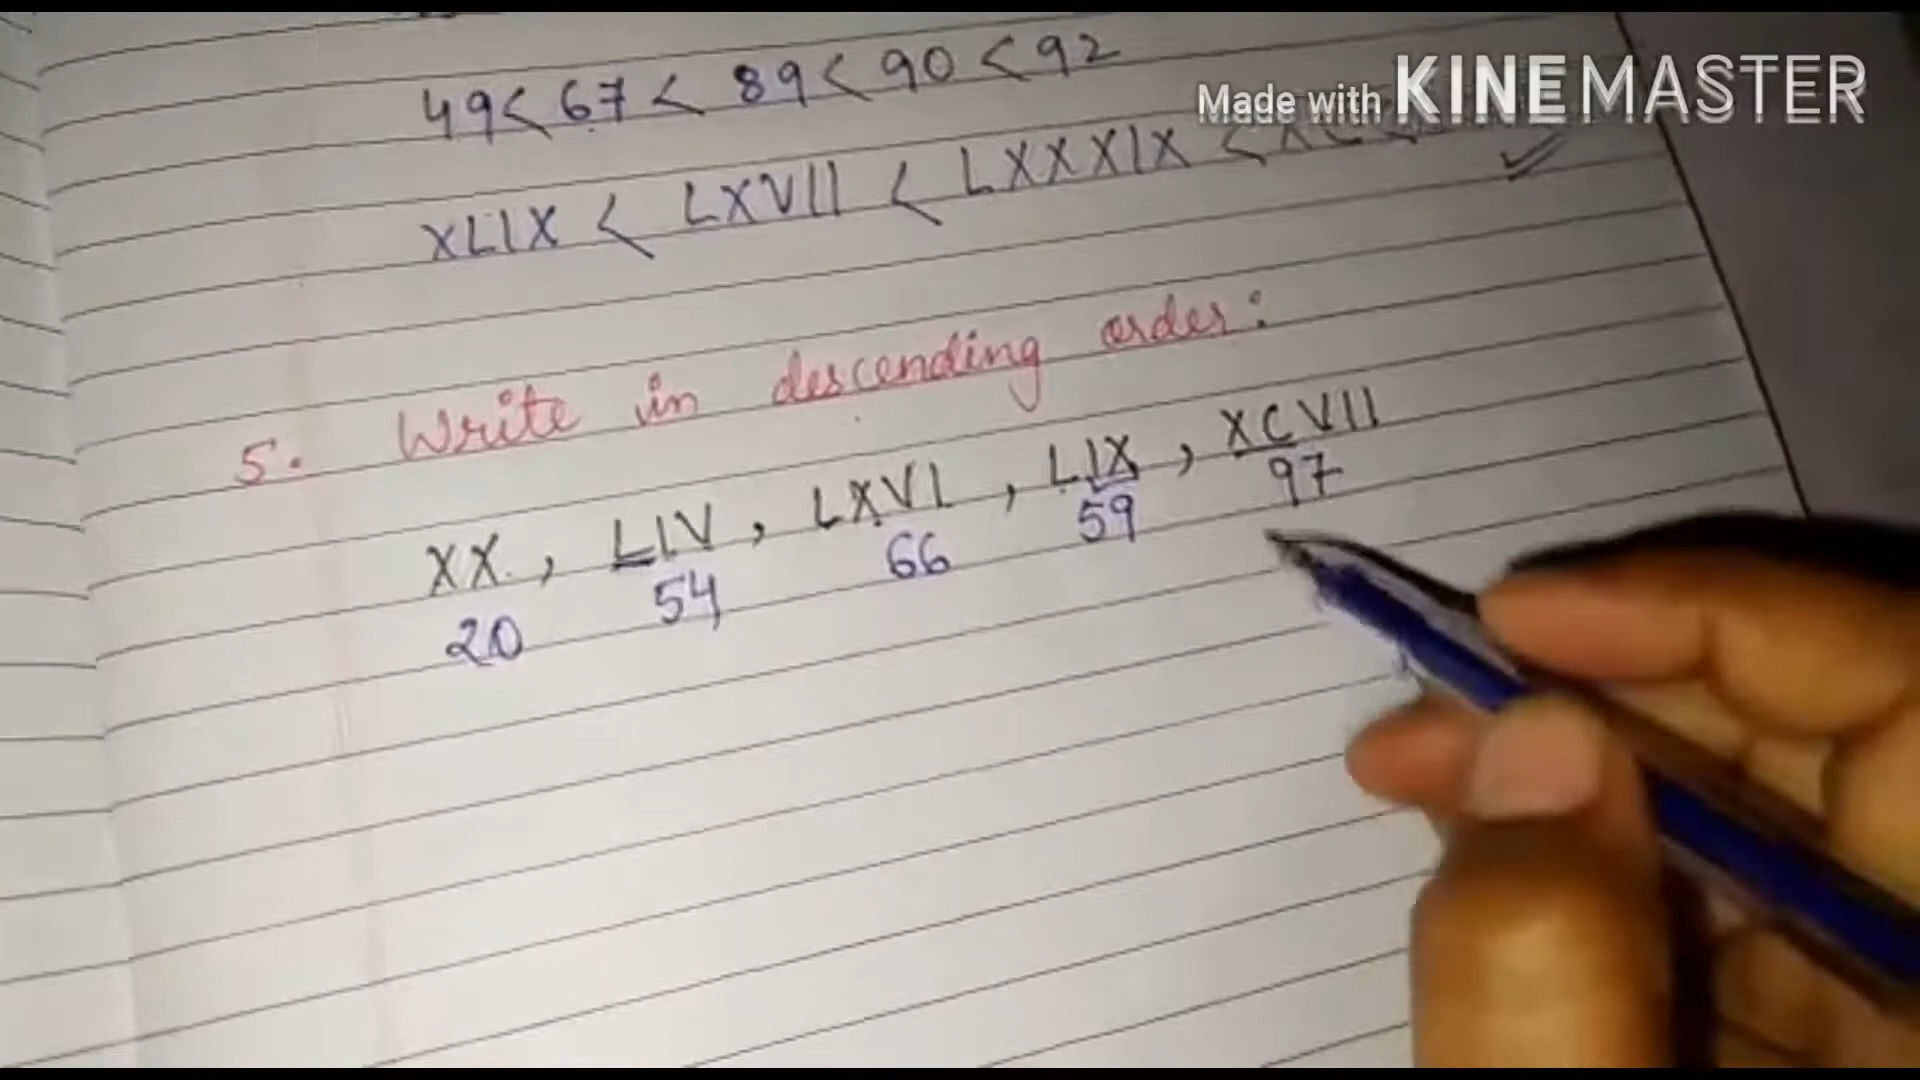 49 < 67 < 89 < 90 < 92
Made with KINEMASTER
XLIX < LXVII < LXXXIX < XC <
5. Write in descending order:
XX, LIV, LXVI, LIX, XCVII
20 54 66 59 97